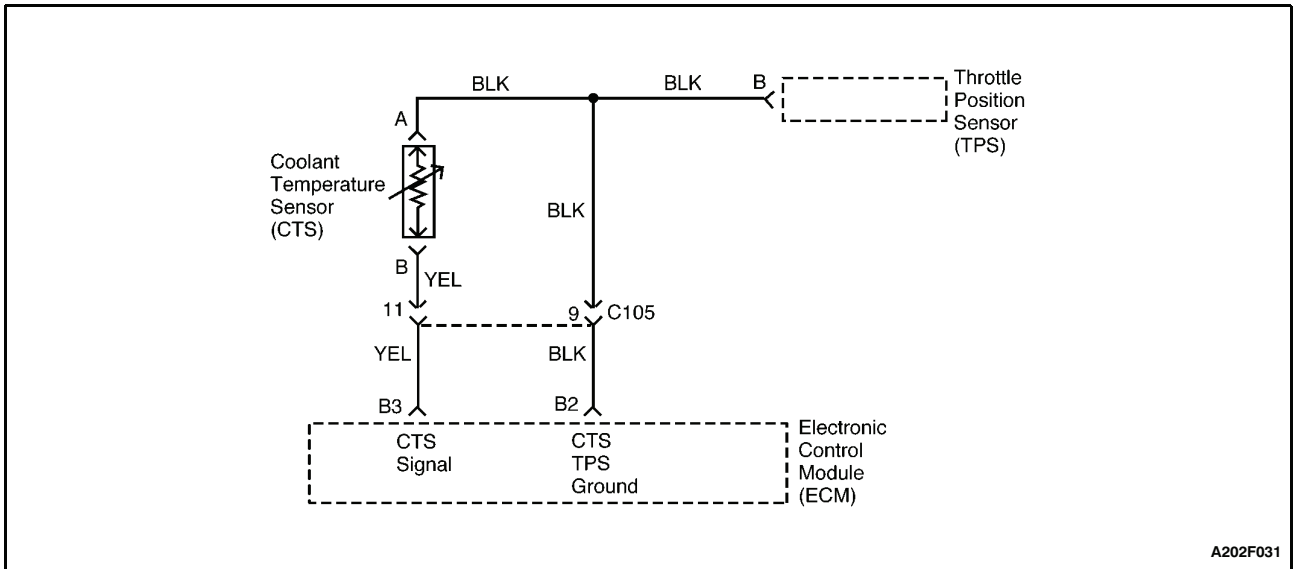 BLK
BLK
B
Throttle
Position
Sensor
(TPS)
A
Coolant
Temperature
Sensor
(CTS)
BLK
B
YEL
11
9
C105
YEL
BLK
B3
B2
CTS
Signal
CTS
TPS
Ground
Electronic
Control
Module
(ECM)
A202F031